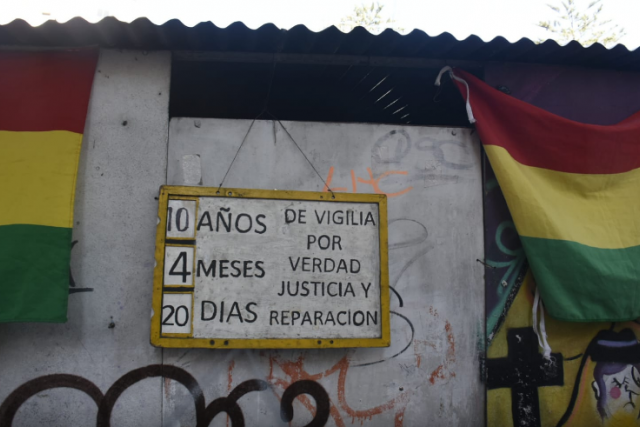 10 AÑOS
4 MESES
20 DIAS
DE VIGILIA
POR
VERDAD
JUSTICIA Y
REPARACION